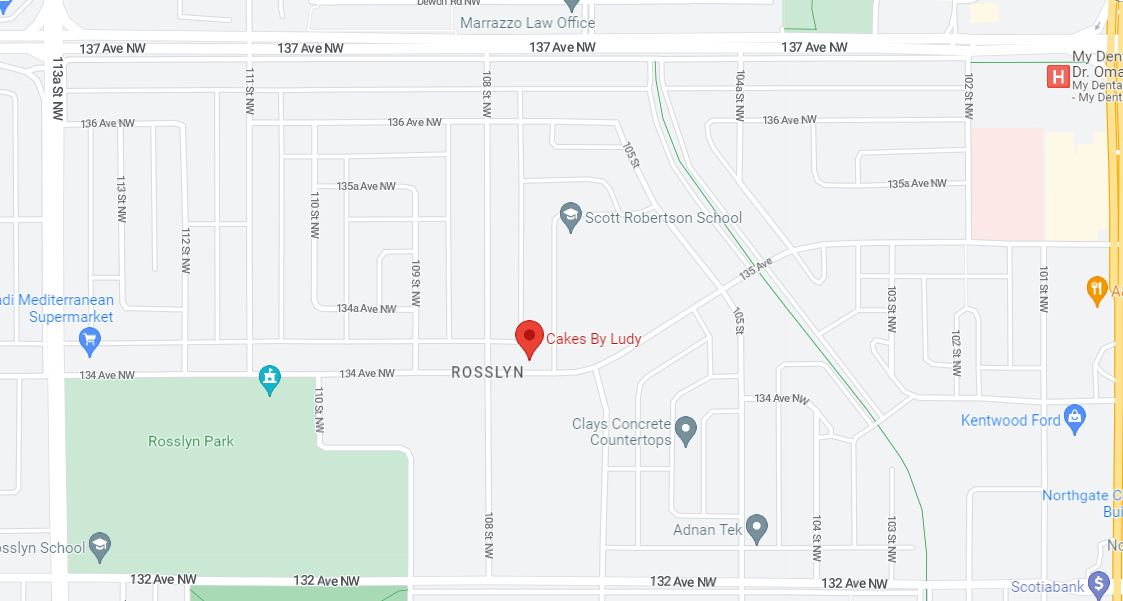 Dewon Rd NW
Marrazzo Law Office
137 Ave NW
137 Ave NW
137 Ave NW
137 Ave NW
113a St NW
111 St NW
108 St NW
104a St NW
102 St NW
My Den
Dr. Oma
My Denta
- My Dent
H
136 Ave NW
136 Ave NW
136 Ave NW
105 St
113 St NW
135a Ave NW
135a Ave NW
110 St NW
Scott Robertson School
112 St NW
109 St NW
135 Ave
101 St NW
103 St NW
adi Mediterranean
Supermarket
134a Ave NW
105 St
102 St NW
Cakes By Ludy
134 Ave NW
134 Ave NW
ROSSLYN
110 St NW
134 Ave NW
Clays Concrete
Countertops
Kentwood Ford
Rosslyn Park
Northgate C
Bui
108 St NW
Adnan Tek
104 St NW
103 St NW
osslyn School
No
132 Ave NW
132 Ave NW
132 Ave NW
132 Ave NW
Scotiabank
$